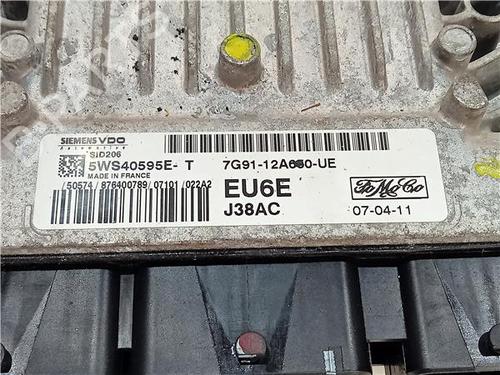 SIEMENS VDO
Automotive
SID206
5WS40595E- T
MADE IN FRANCE
50574 / 876400789 / 07101 / 022A2
7G91-12A650-UE
EU6E
J38AC
FoMoCo
07-04-11